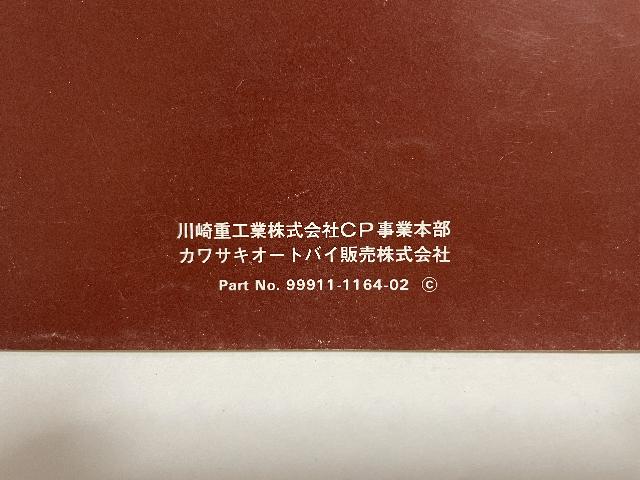 川崎重工業株式会社CP事業本部
カワサキオートバイ販売株式会社
Part No. 99911-1164-02 ©